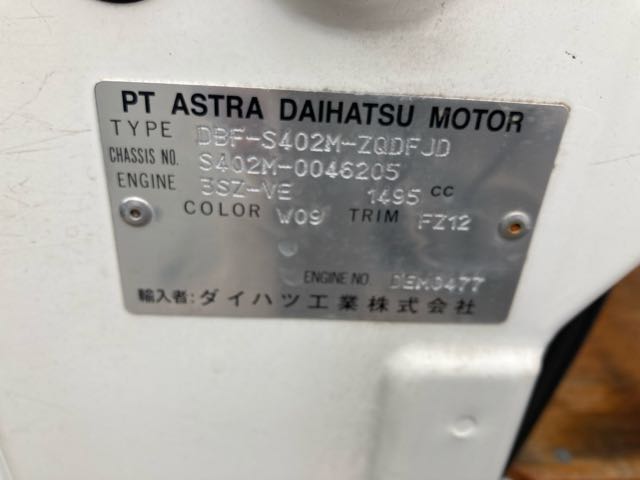 PT ASTRA DAIHATSU MOTOR
TYPE DBF-S402M-ZQDFJD
CHASSIS NO. S402M-0046205
ENGINE 3SZ-VE 1495 cc
COLOR W09 TRIM FZ12
ENGINE NO DEM0477
輸入者:ダイハツ工業株式会社